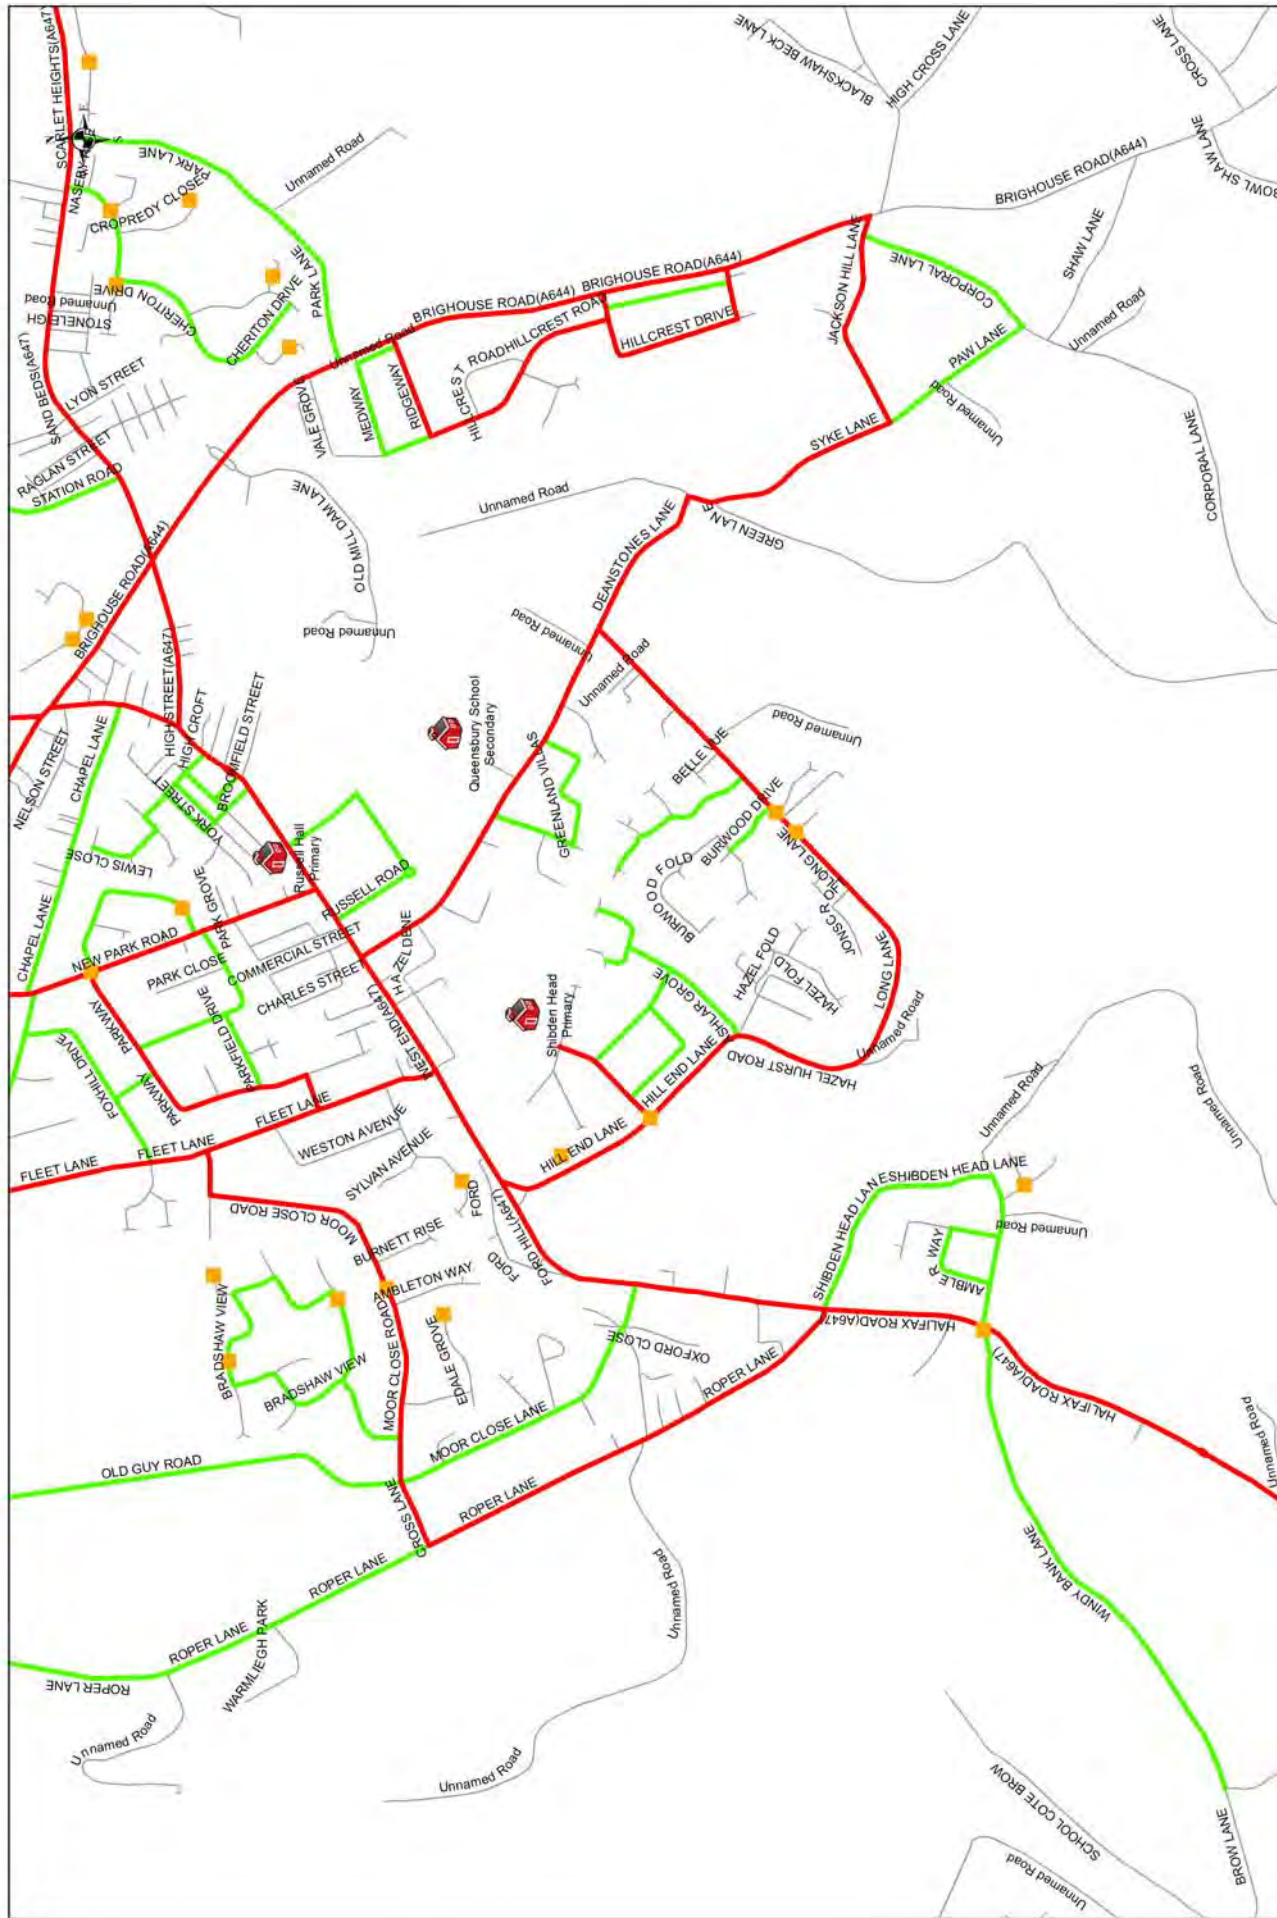 SCARLET HEIGHTS(A647)
N
E
S
NASEBY R
PARK LANE
Unnamed Road
CROPREDY CLOSE
CHERITON DRIVE
CHERITON DRIVE
PARK LANE
Unnamed Road
STONELEIGH
SAND BEDS(A647)
LYON STREET
RAGLAN STREET
STATION ROAD
BLACKSHAW BECK LANE
HIGH CROSS LANE
CROSS LANE
BOWL SHAW LANE
BRIGHOUSE ROAD(A644)
SHAW LANE
CORPORAL LANE
JACKSON HILL LANE
Unnamed Road
PAW LANE
Unnamed Road
CORPORAL LANE
SYKE LANE
BRIGHOUSE ROAD(A644)
BRIGHOUSE ROAD(A644)
HILLCREST ROAD
HILLCREST DRIVE
Unnamed Road
VALE GROVE
MEDWAY
RIDGEWAY
HILLCREST ROAD
OLD MILL DAM LANE
Unnamed Road
Unnamed Road
GREEN LANE
DEANSTONES LANE
Unnamed Road
Unnamed Road
BRIGHOUSE ROAD(A644)
HIGH STREET(A647)
HIGH CROFT
BROOMFIELD STREET
NELSON STREET
CHAPEL LANE
YORK STREET
LEWIS CLOSE
Russell Hall
Primary
Queensbury School
Secondary
GREENLAND VILLAS
BELLE VUE
Unnamed Road
BURWOOD DRIVE
BURWOOD FOLD
LONG LANE
JONSCROFT
CHAPEL LANE
NEW PARK ROAD
PARK GROVE
PARK CLOSE
COMMERCIAL STREET
CHARLES STREET
RUSSELL ROAD
HAZELDENE
PARKWAY
PARKFIELD DRIVE
FOXHILL DRIVE
PARKWAY
WEST END(A647)
Shibden Head
Primary
ASHLAR GROVE
HAZEL FOLD
HAZEL FOLD
LONG LANE
Unnamed Road
HAZEL HURST ROAD
HILL END LANE
HILL END LANE
FLEET LANE
FLEET LANE
FLEET LANE
WESTON AVENUE
SYLVAN AVENUE
FORD
FORD
FORD HILL(A647)
MOOR CLOSE ROAD
BURNETT RISE
AMBLETON WAY
BRADSHAW VIEW
BRADSHAW VIEW
MOOR CLOSE ROAD
EDALE GROVE
OXFORD CLOSE
ROPER LANE
MOOR CLOSE LANE
OLD GUY ROAD
CROSS LANE
ROPER LANE
ROPER LANE
ROPER LANE
ROPER LANE
WARMLIEGH PARK
Unnamed Road
Unnamed Road
Unnamed Road
SHIBDEN HEAD LANE
SHIBDEN HEAD LANE
Unnamed Road
Unnamed Road
Unnamed Road
AMBLER WAY
HALIFAX ROAD(A647)
HALIFAX ROAD(A647)
Unnamed Road
WINDY BANK LANE
SCHOOL COTE BROW
BROW LANE
Unnamed Road